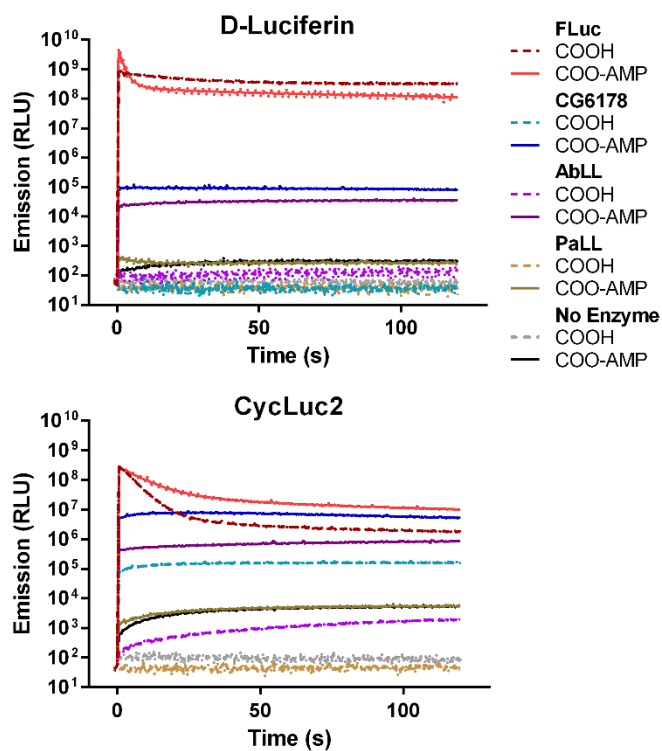 D-Luciferin
10^10
10^9
10^8
10^7
10^6
10^5
10^4
10^3
10^2
10^1
Emission (RLU)
0 50 100
Time (s)
FLuc
COOH
COO-AMP
CG6178
COOH
COO-AMP
AbLL
COOH
COO-AMP
PaLL
COOH
COO-AMP
No Enzyme
COOH
COO-AMP
CycLuc2
10^10
10^9
10^8
10^7
10^6
10^5
10^4
10^3
10^2
10^1
Emission (RLU)
0 50 100
Time (s)